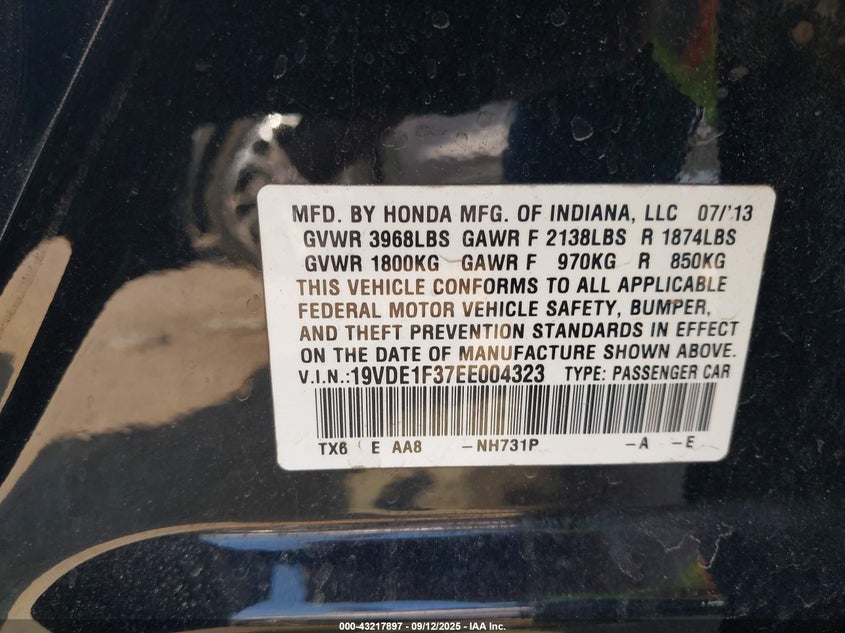 MFD. BY HONDA MFG. OF INDIANA, LLC 07/'13
GVWR 3968LBS GAWR F 2138LBS R 1874LBS
GVWR 1800KG GAWR F 970KG R 850KG
THIS VEHICLE CONFORMS TO ALL APPLICABLE
FEDERAL MOTOR VEHICLE SAFETY, BUMPER,
AND THEFT PREVENTION STANDARDS IN EFFECT
ON THE DATE OF MANUFACTURE SHOWN ABOVE.
V.I.N.:19VDE1F37EE004323 TYPE: PASSENGER CAR
TX6 E AA8 -NH731P -A -E
000-43217897 - 09/12/2025 - IAA Inc.